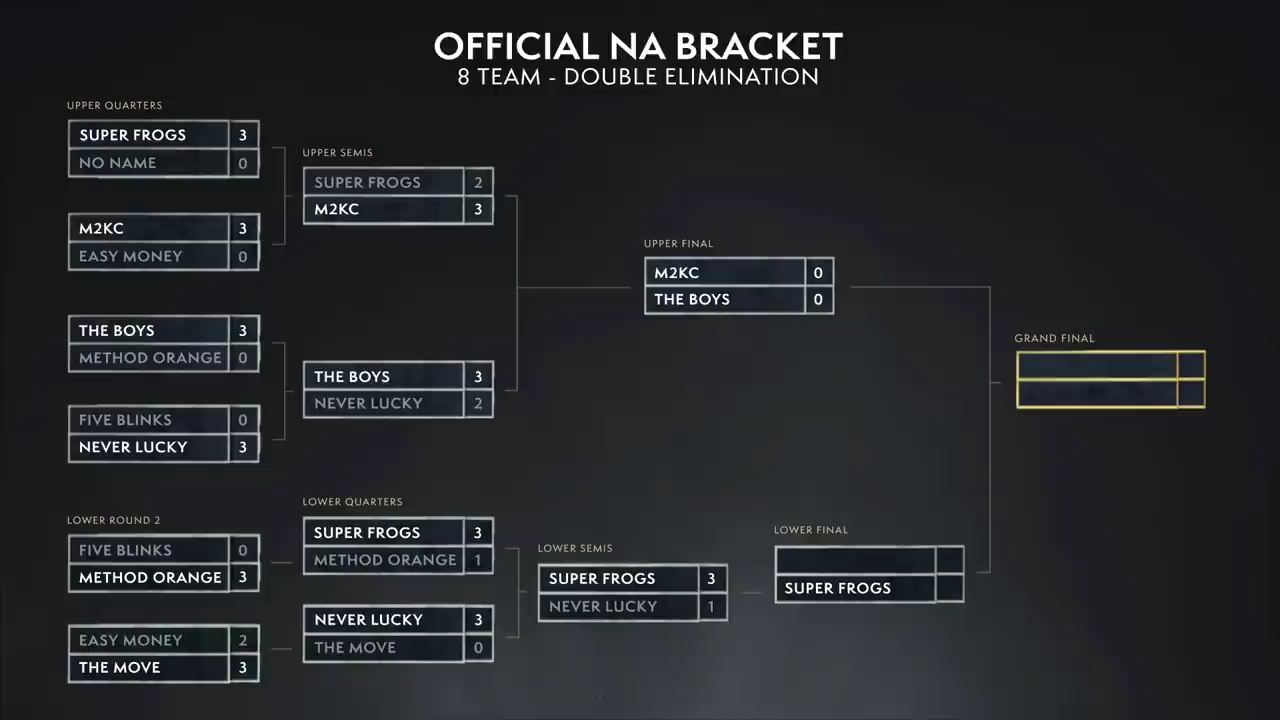 OFFICIAL NA BRACKET
8 TEAM - DOUBLE ELIMINATION
UPPER QUARTERS
SUPER FROGS 3
NO NAME 0
M2KC 3
EASY MONEY 0
THE BOYS 3
METHOD ORANGE 0
FIVE BLINKS 0
NEVER LUCKY 3
UPPER SEMIS
SUPER FROGS 2
M2KC 3
THE BOYS 3
NEVER LUCKY 2
UPPER FINAL
M2KC 0
THE BOYS 0
GRAND FINAL
LOWER ROUND 2
FIVE BLINKS 0
METHOD ORANGE 3
EASY MONEY 2
THE MOVE 3
LOWER QUARTERS
SUPER FROGS 3
METHOD ORANGE 1
NEVER LUCKY 3
THE MOVE 0
LOWER SEMIS
SUPER FROGS 3
NEVER LUCKY 1
LOWER FINAL
SUPER FROGS